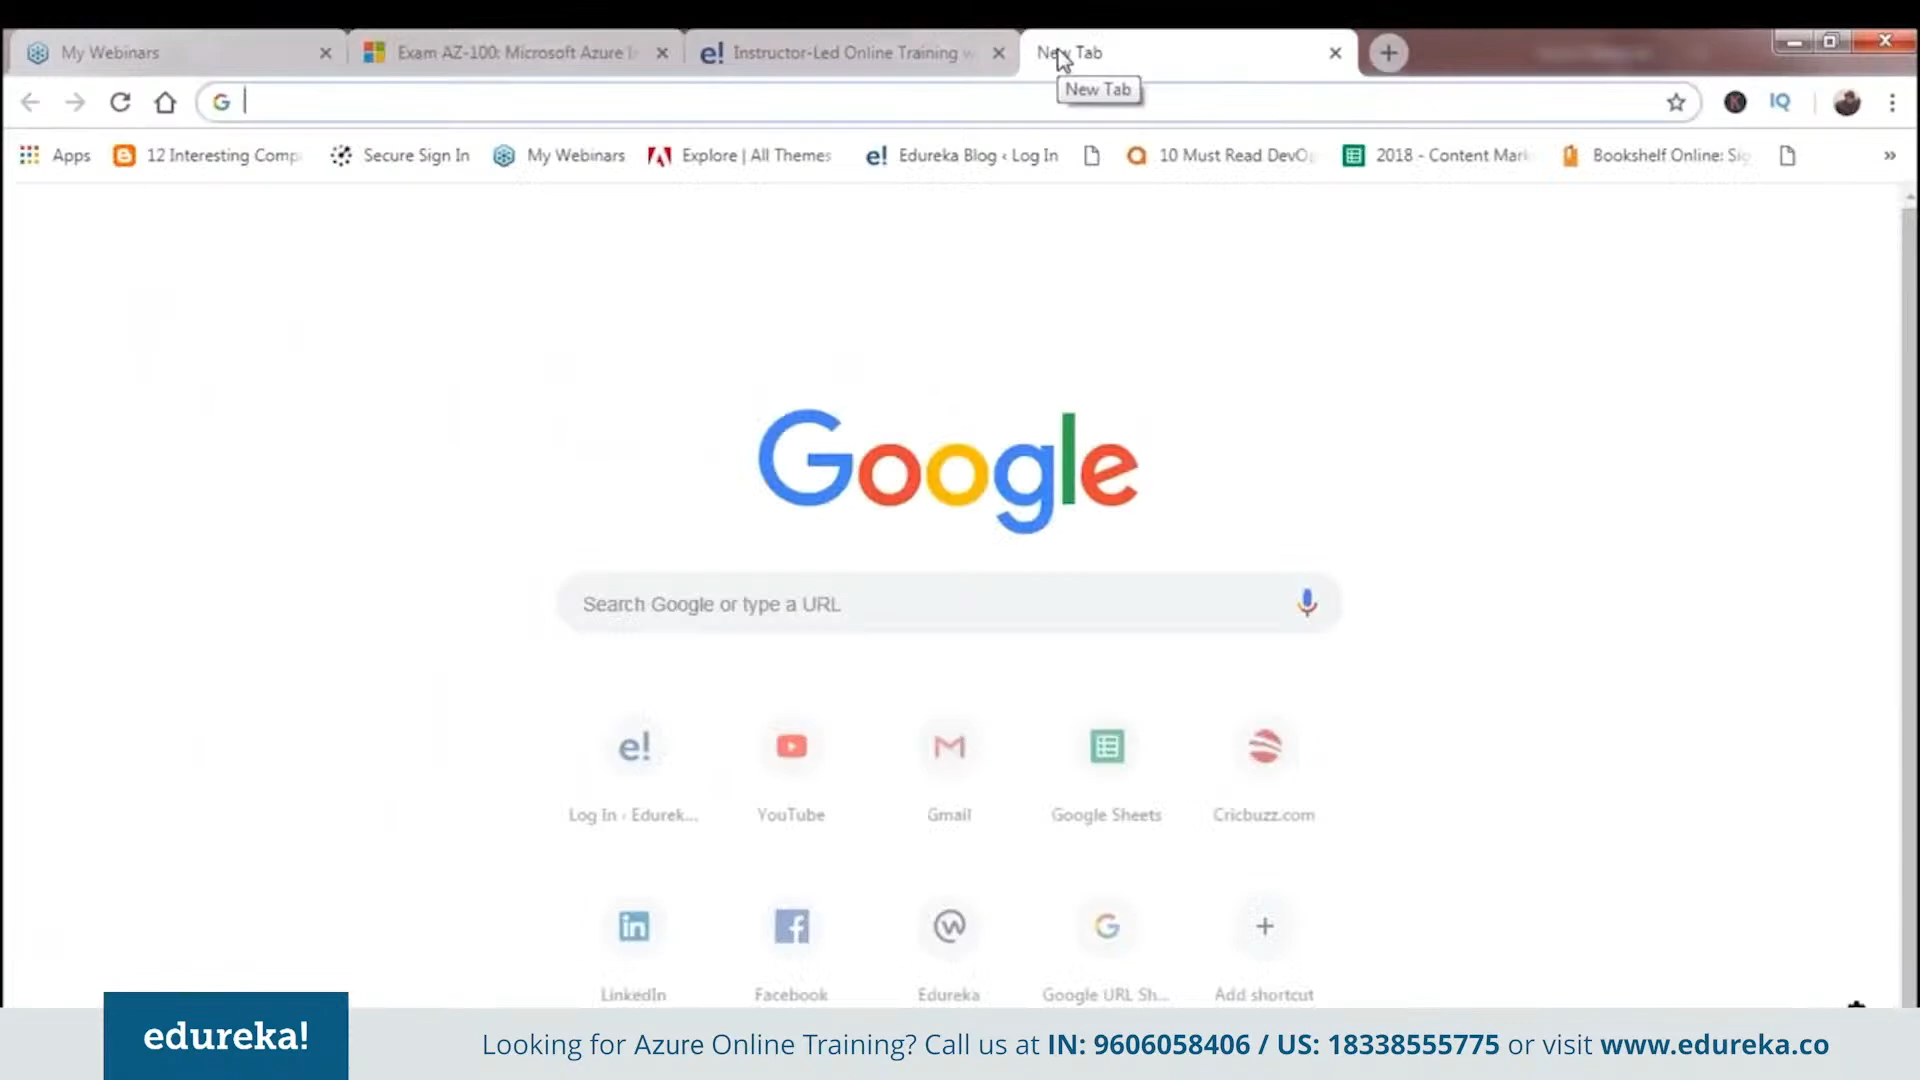 My Webinars
Exam AZ-100: Microsoft Azure I
Instructor-Led Online Training w
New Tab
New Tab
IQ
Apps
12 Interesting Comp
Secure Sign In
My Webinars
Explore | All Themes
Edureka Blog ‹ Log In
10 Must Read DevO
2018 - Content Mark
Bookshelf Online: Sig
»
Google
Search Google or type a URL
e!
Log In ‹ Edurek...
YouTube
Gmail
Google Sheets
Cricbuzz.com
LinkedIn
Facebook
Edureka
Google URL Sh...
Add shortcut
edureka!
Looking for Azure Online Training? Call us at IN: 9606058406 / US: 18338555775 or visit www.edureka.co